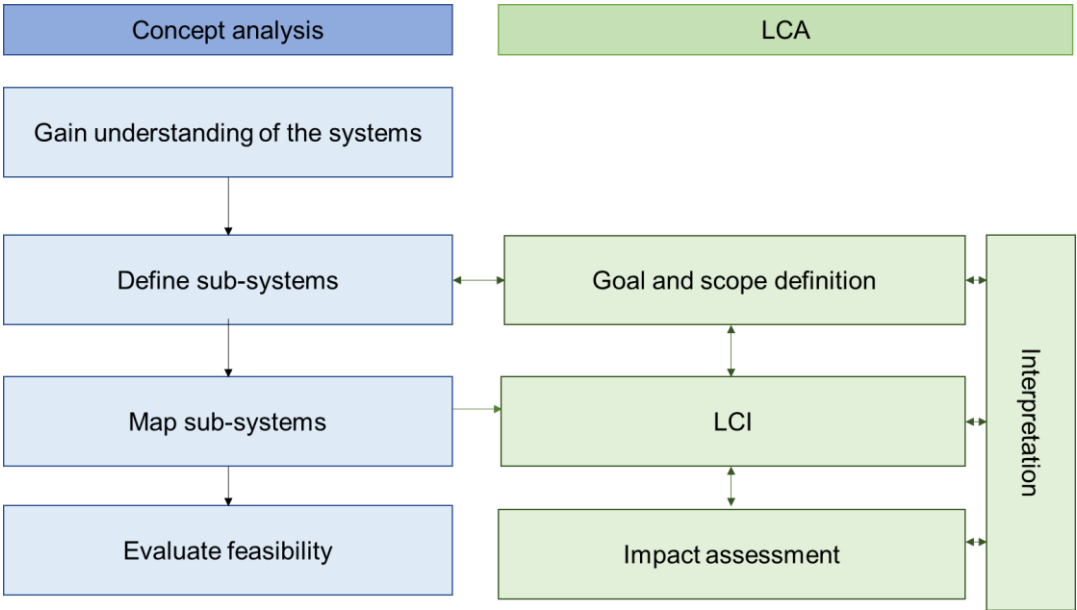 Concept analysis
LCA
Gain understanding of the systems
Define sub-systems
Goal and scope definition
Map sub-systems
LCI
Evaluate feasibility
Impact assessment
Interpretation